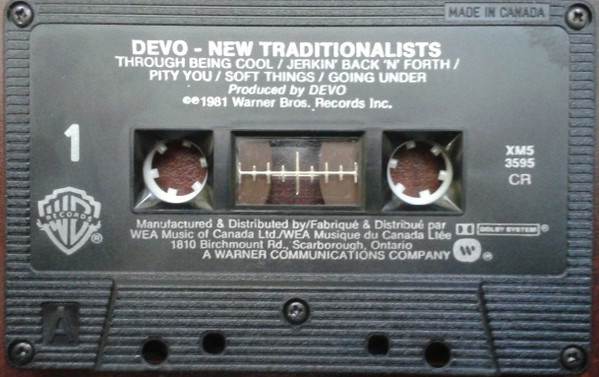 MADE IN CANADA
DEVO - NEW TRADITIONALISTS
THROUGH BEING COOL / JERKIN' BACK 'N' FORTH /
PITY YOU / SOFT THINGS / GOING UNDER
Produced by DEVO
©℗1981 Warner Bros. Records Inc.
1
XM5
3595
CR
WB
RECORDS
®
Manufactured & Distributed by/Fabriqué & Distribué par
WEA Music of Canada Ltd./WEA Musique du Canada Ltée
1810 Birchmount Rd., Scarborough, Ontario
A WARNER COMMUNICATIONS COMPANY
DOLBY SYSTEM®
W ®
A